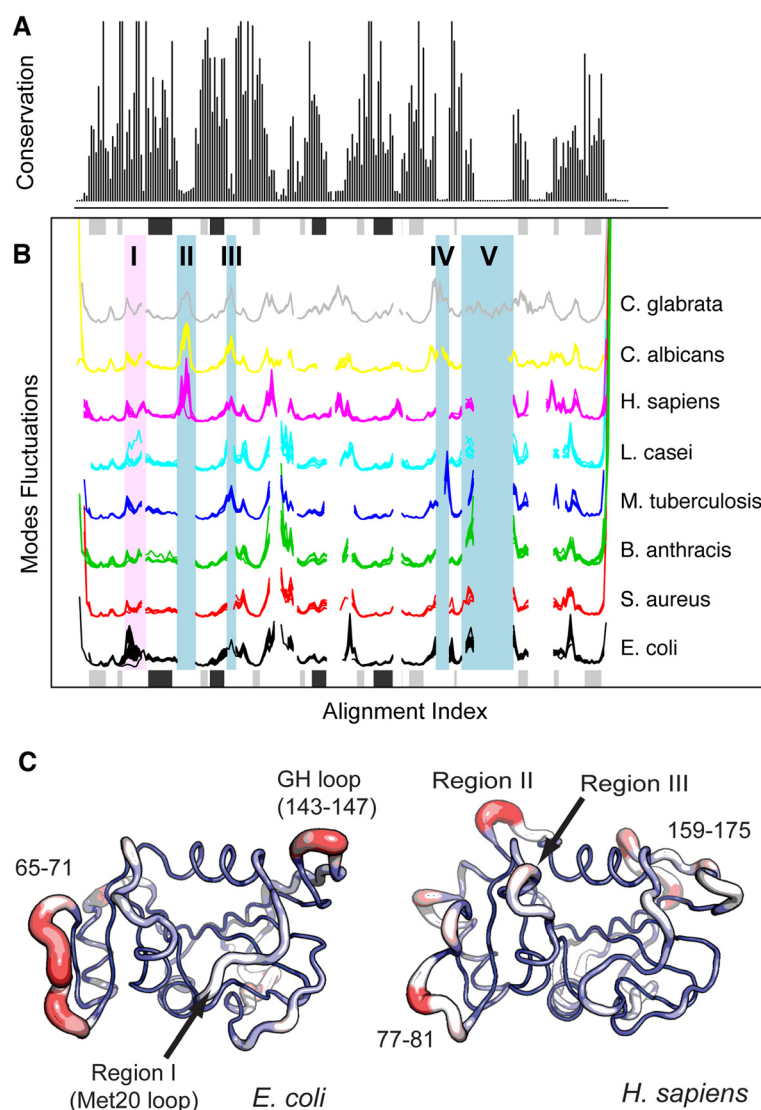 A
Conservation
B
I
II
III
IV
V
C. glabrata
C. albicans
H. sapiens
L. casei
M. tuberculosis
B. anthracis
S. aureus
E. coli
Modes Fluctuations
Alignment Index
C
GH loop
(143-147)
65-71
Region I
(Met20 loop)
E. coli
Region II
Region III
159-175
77-81
H. sapiens